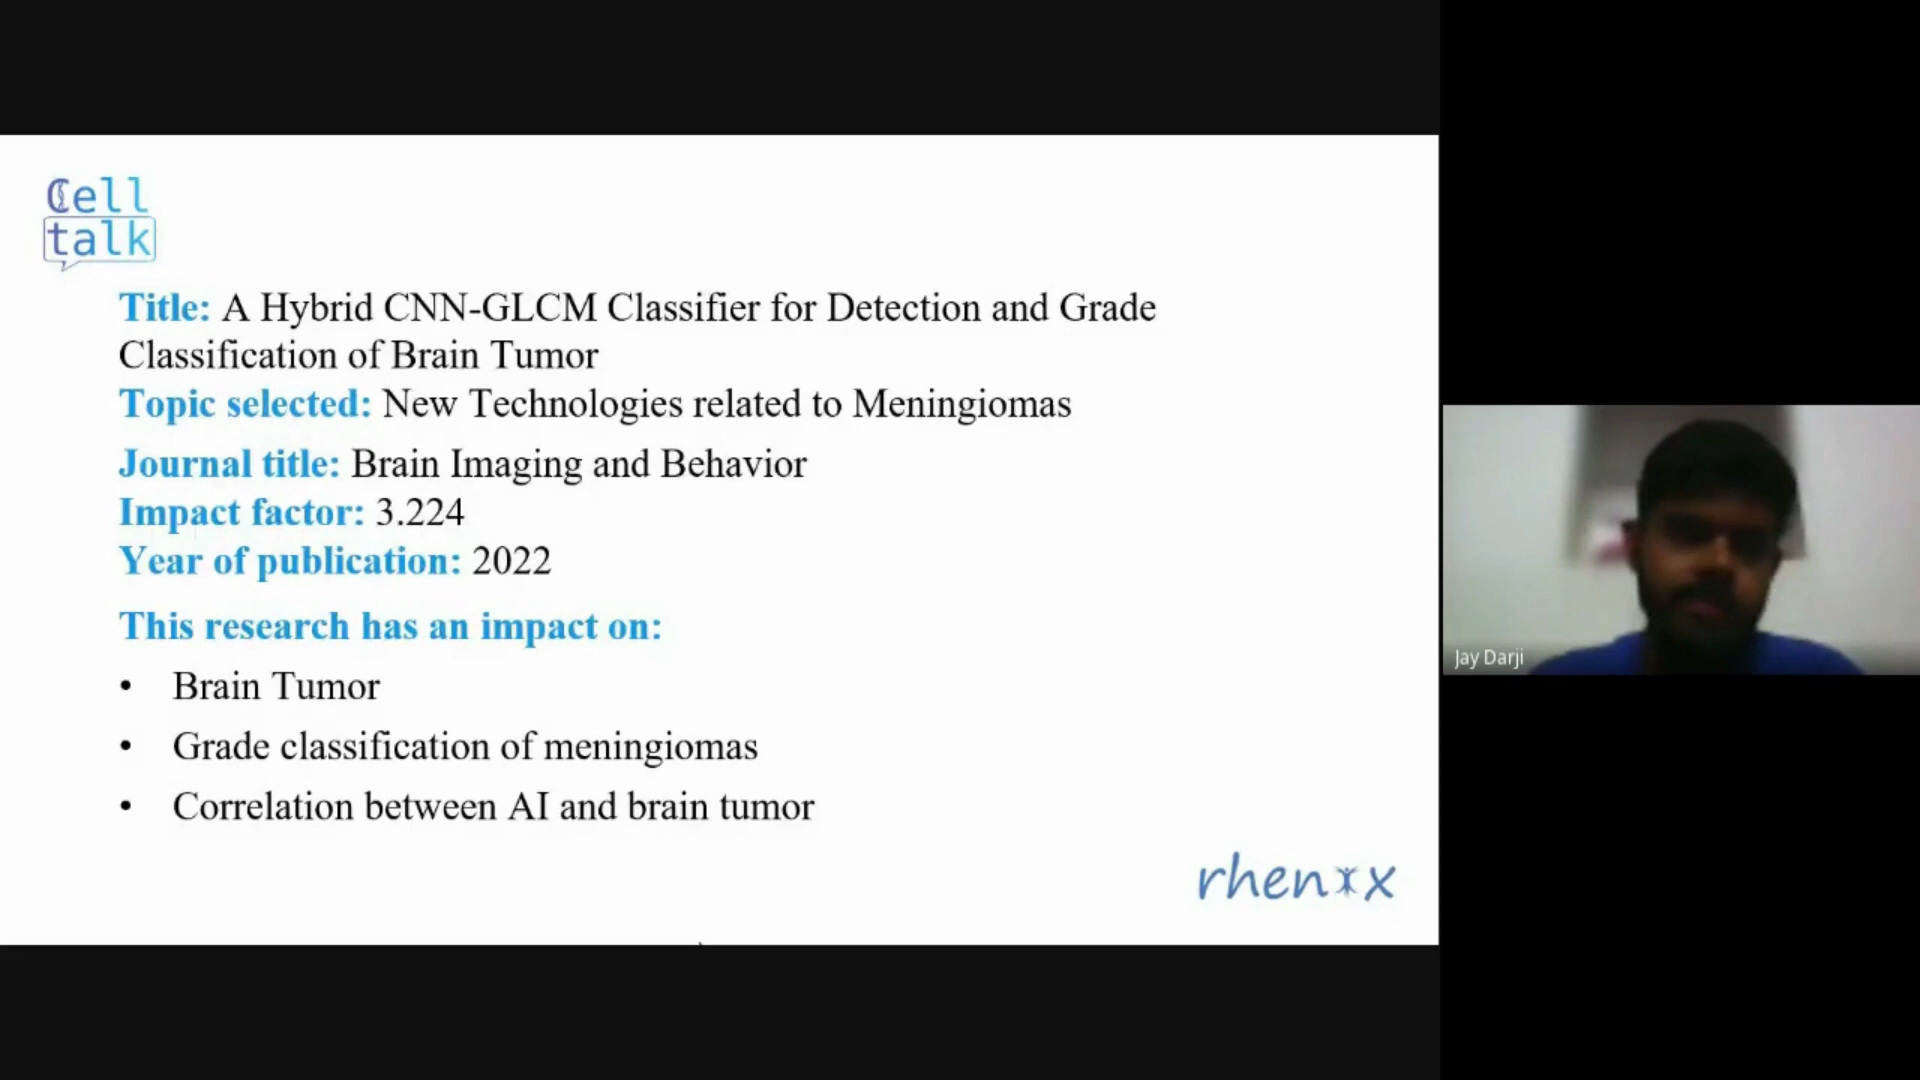 Cell
talk
Title: A Hybrid CNN-GLCM Classifier for Detection and Grade
Classification of Brain Tumor
Topic selected: New Technologies related to Meningiomas
Journal title: Brain Imaging and Behavior
Impact factor: 3.224
Year of publication: 2022
This research has an impact on:
• Brain Tumor
• Grade classification of meningiomas
• Correlation between AI and brain tumor
rhenix
Jay Darji